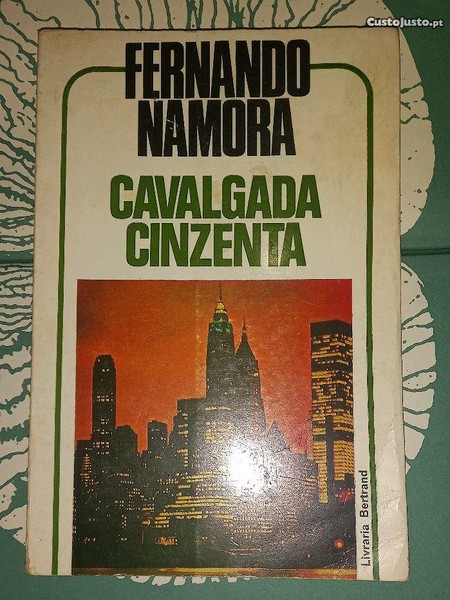 CustoJusto.pt
FERNANDO
NAMORA
CAVALGADA
CINZENTA
Livraria Bertrand